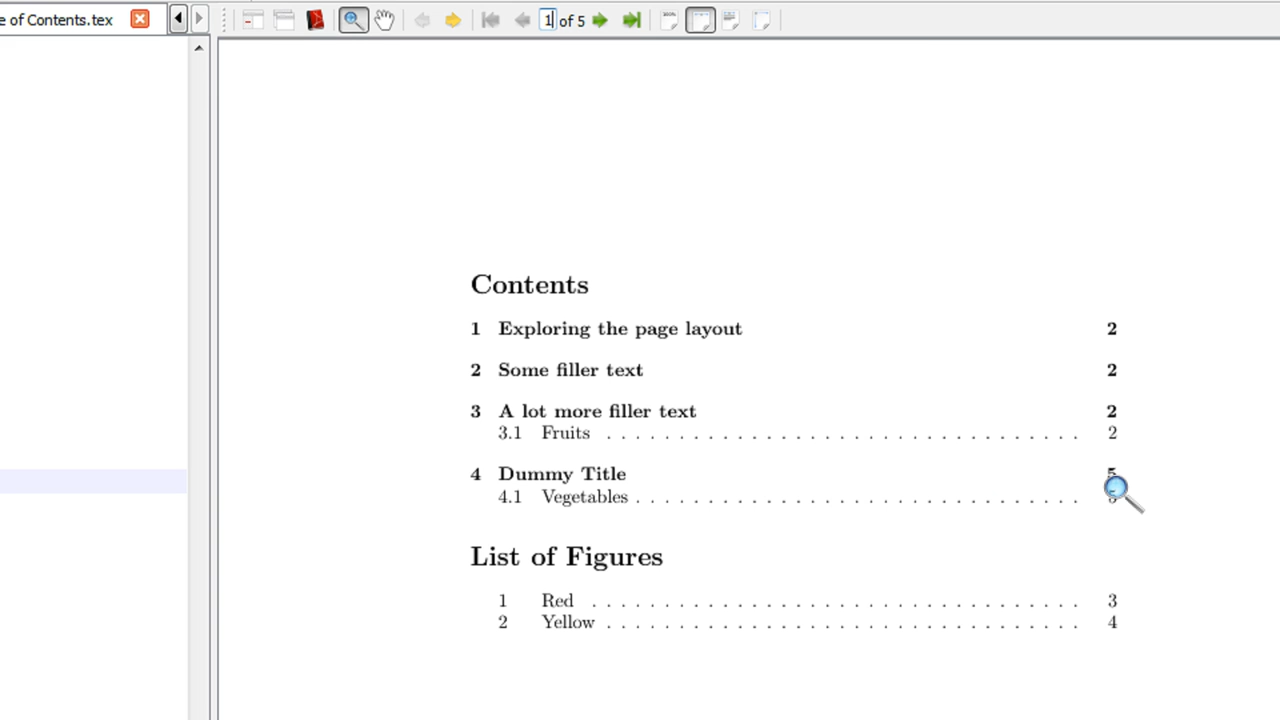 e of Contents.tex
1 of 5
Contents
1 Exploring the page layout 2
2 Some filler text 2
3 A lot more filler text 2
3.1 Fruits . . . . . . . . . . . . . . . . . . . . . . . . . . . . . . . . . 2
4 Dummy Title 5
4.1 Vegetables . . . . . . . . . . . . . . . . . . . . . . . . . . . . . . . 5
List of Figures
1 Red . . . . . . . . . . . . . . . . . . . . . . . . . . . . . . . . . . 3
2 Yellow . . . . . . . . . . . . . . . . . . . . . . . . . . . . . . . . . 4